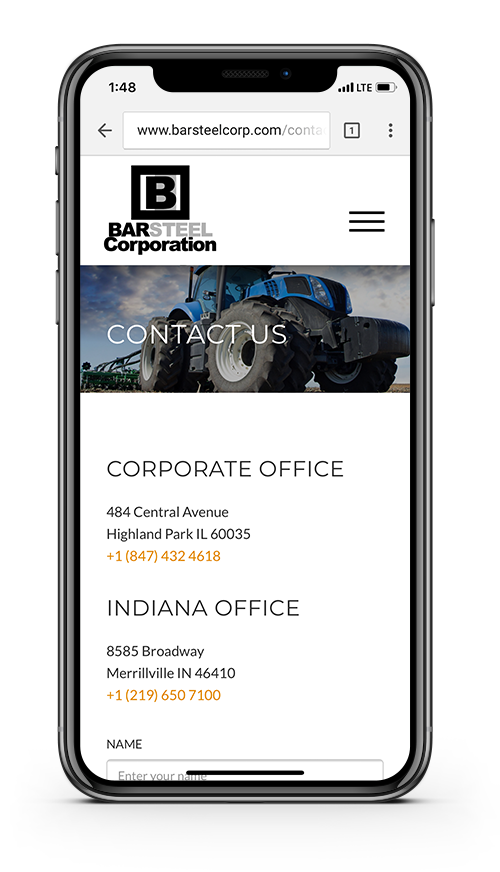 1:48
LTE
www.barsteelcorp.com/conta
1
B
BARSTEEL
Corporation
CONTACT US
CORPORATE OFFICE
484 Central Avenue
Highland Park IL 60035
+1 (847) 432 4618
INDIANA OFFICE
8585 Broadway
Merrillville IN 46410
+1 (219) 650 7100
NAME
Enter your name